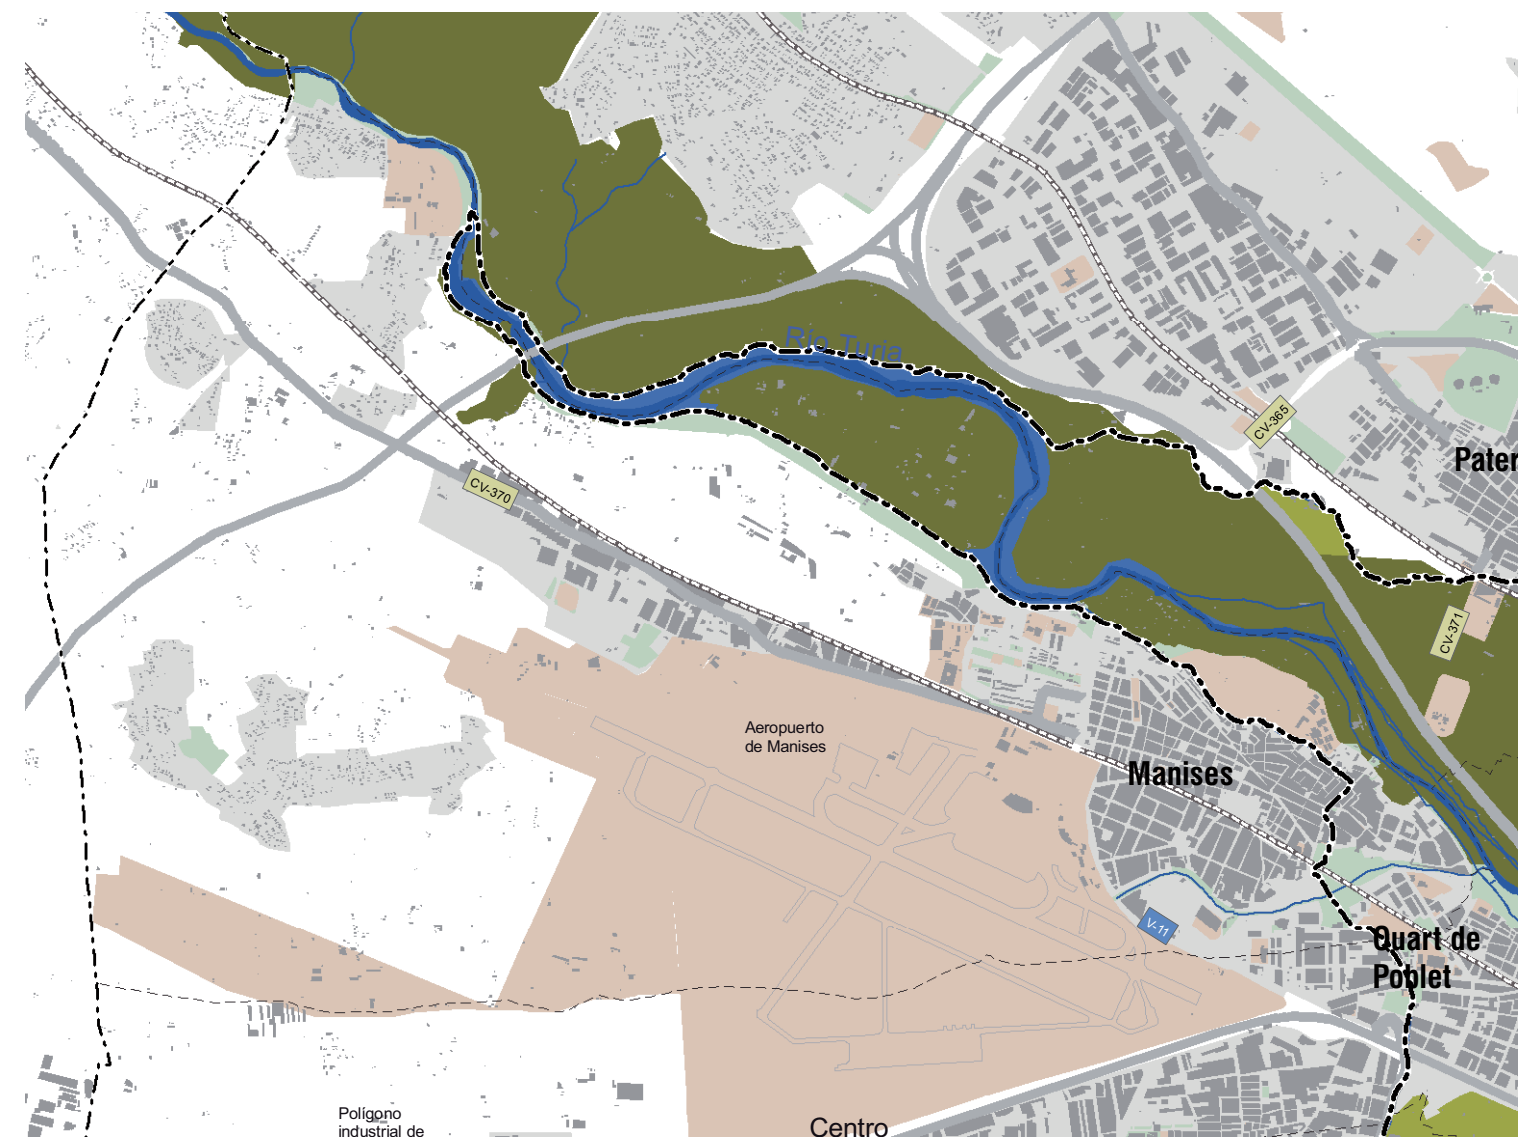 Río Turia
CV-365
Pater
CV-370
CV-371
Aeropuerto
de Manises
Manises
V-11
Quart de
Poblet
Polígono
industrial de
Centro